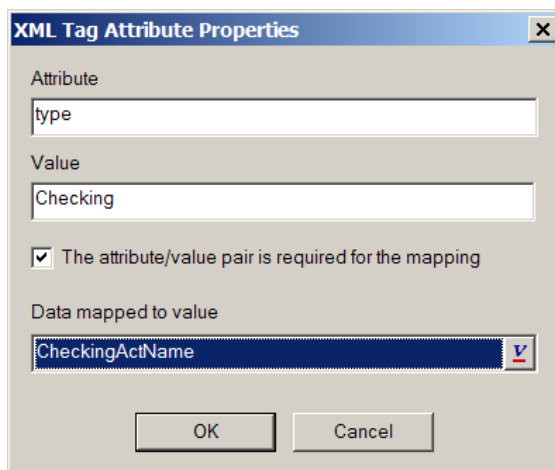 XML Tag Attribute Properties
Attribute
type
Value
Checking
The attribute/value pair is required for the mapping
Data mapped to value
CheckingActName
V
OK
Cancel